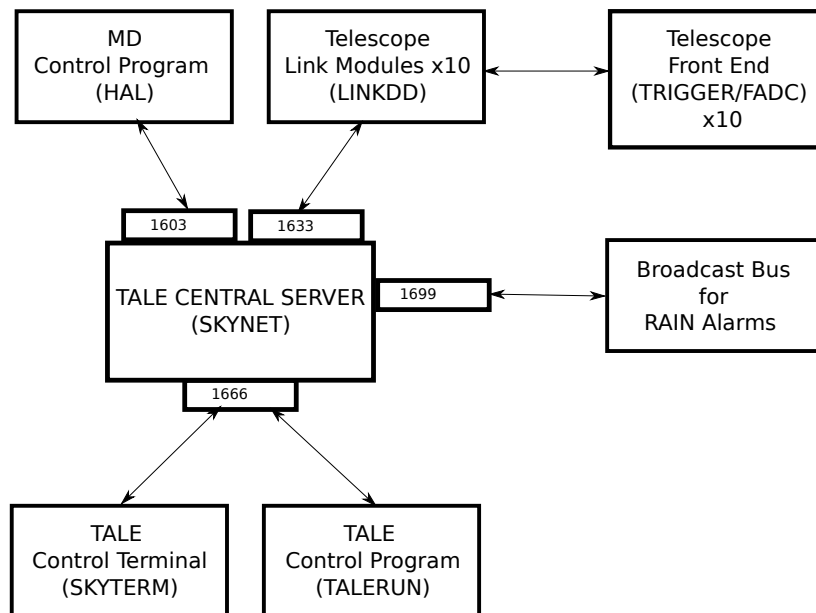 MD
Control Program
(HAL)
Telescope
Link Modules x10
(LINKDD)
Telescope
Front End
(TRIGGER/FADC)
x10
1603
1633
TALE CENTRAL SERVER
(SKYNET)
1699
Broadcast Bus
for
RAIN Alarms
1666
TALE
Control Terminal
(SKYTERM)
TALE
Control Program
(TALERUN)